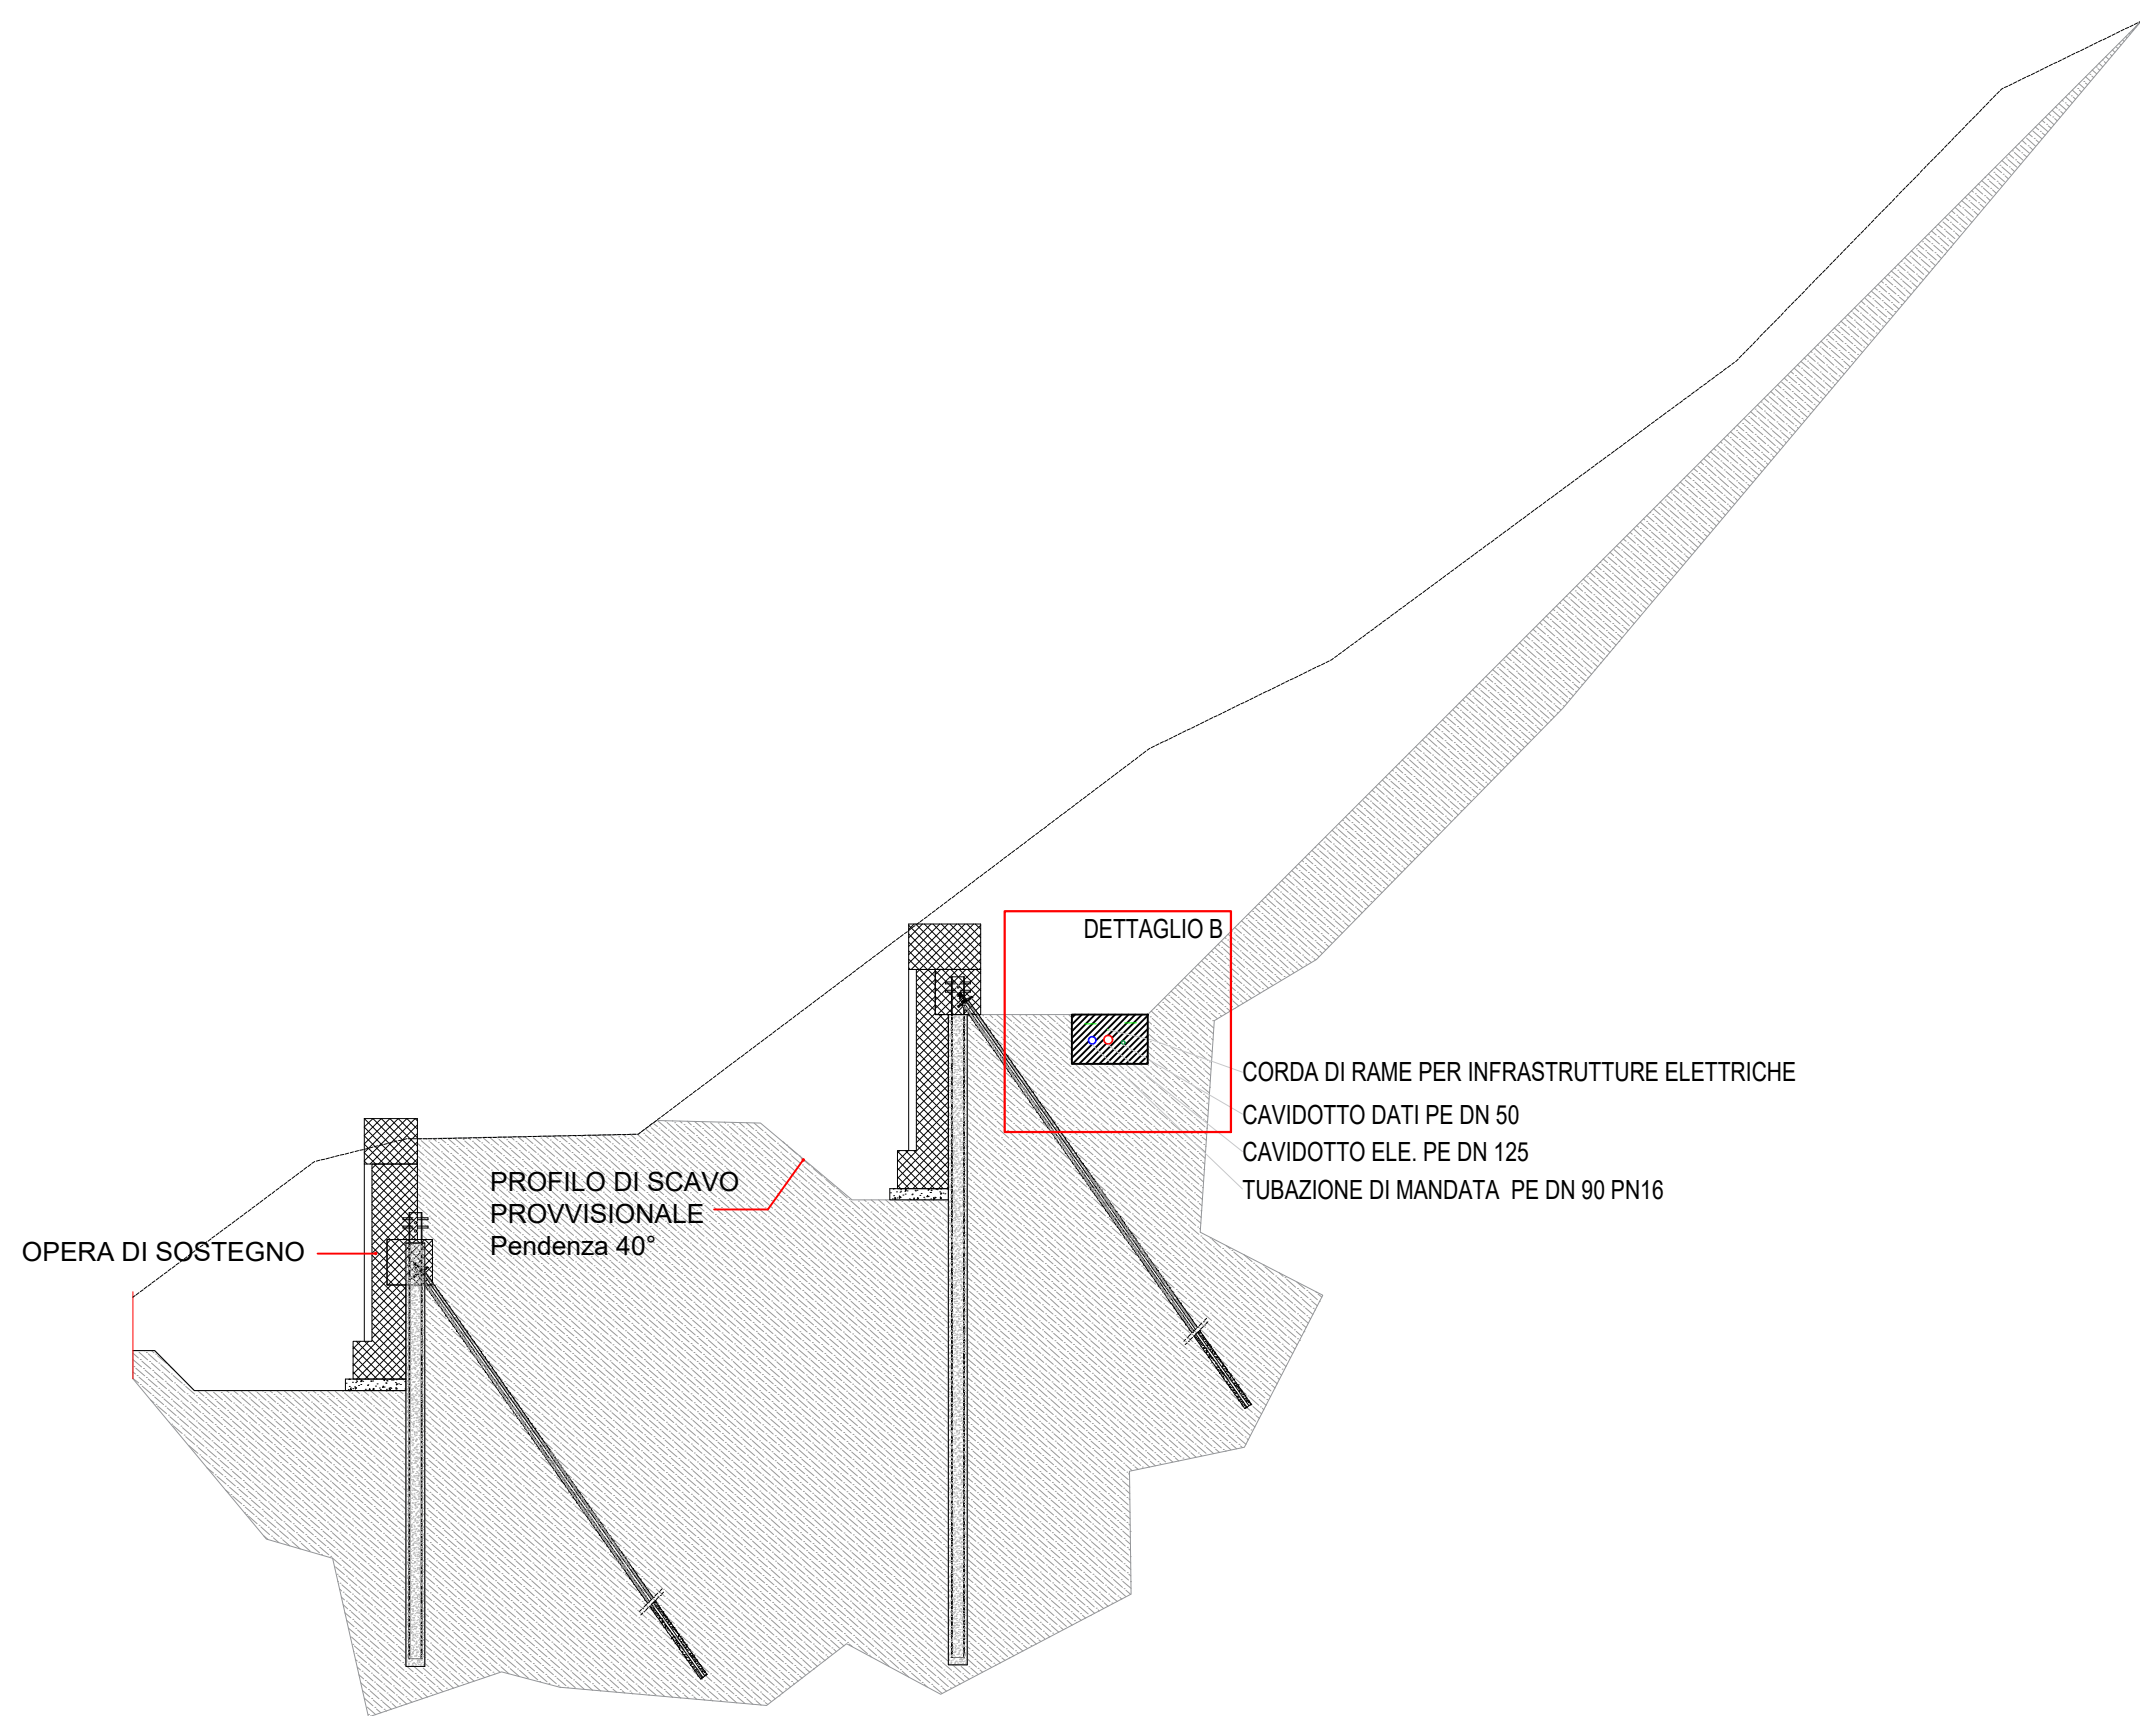 DETTAGLIO B
CORDA DI RAME PER INFRASTRUTTURE ELETTRICHE
CAVIDOTTO DATI PE DN 50
CAVIDOTTO ELE. PE DN 125
TUBAZIONE DI MANDATA  PE DN 90 PN16
PROFILO DI SCAVO
PROVVISIONALE
Pendenza 40°
OPERA DI SOSTEGNO